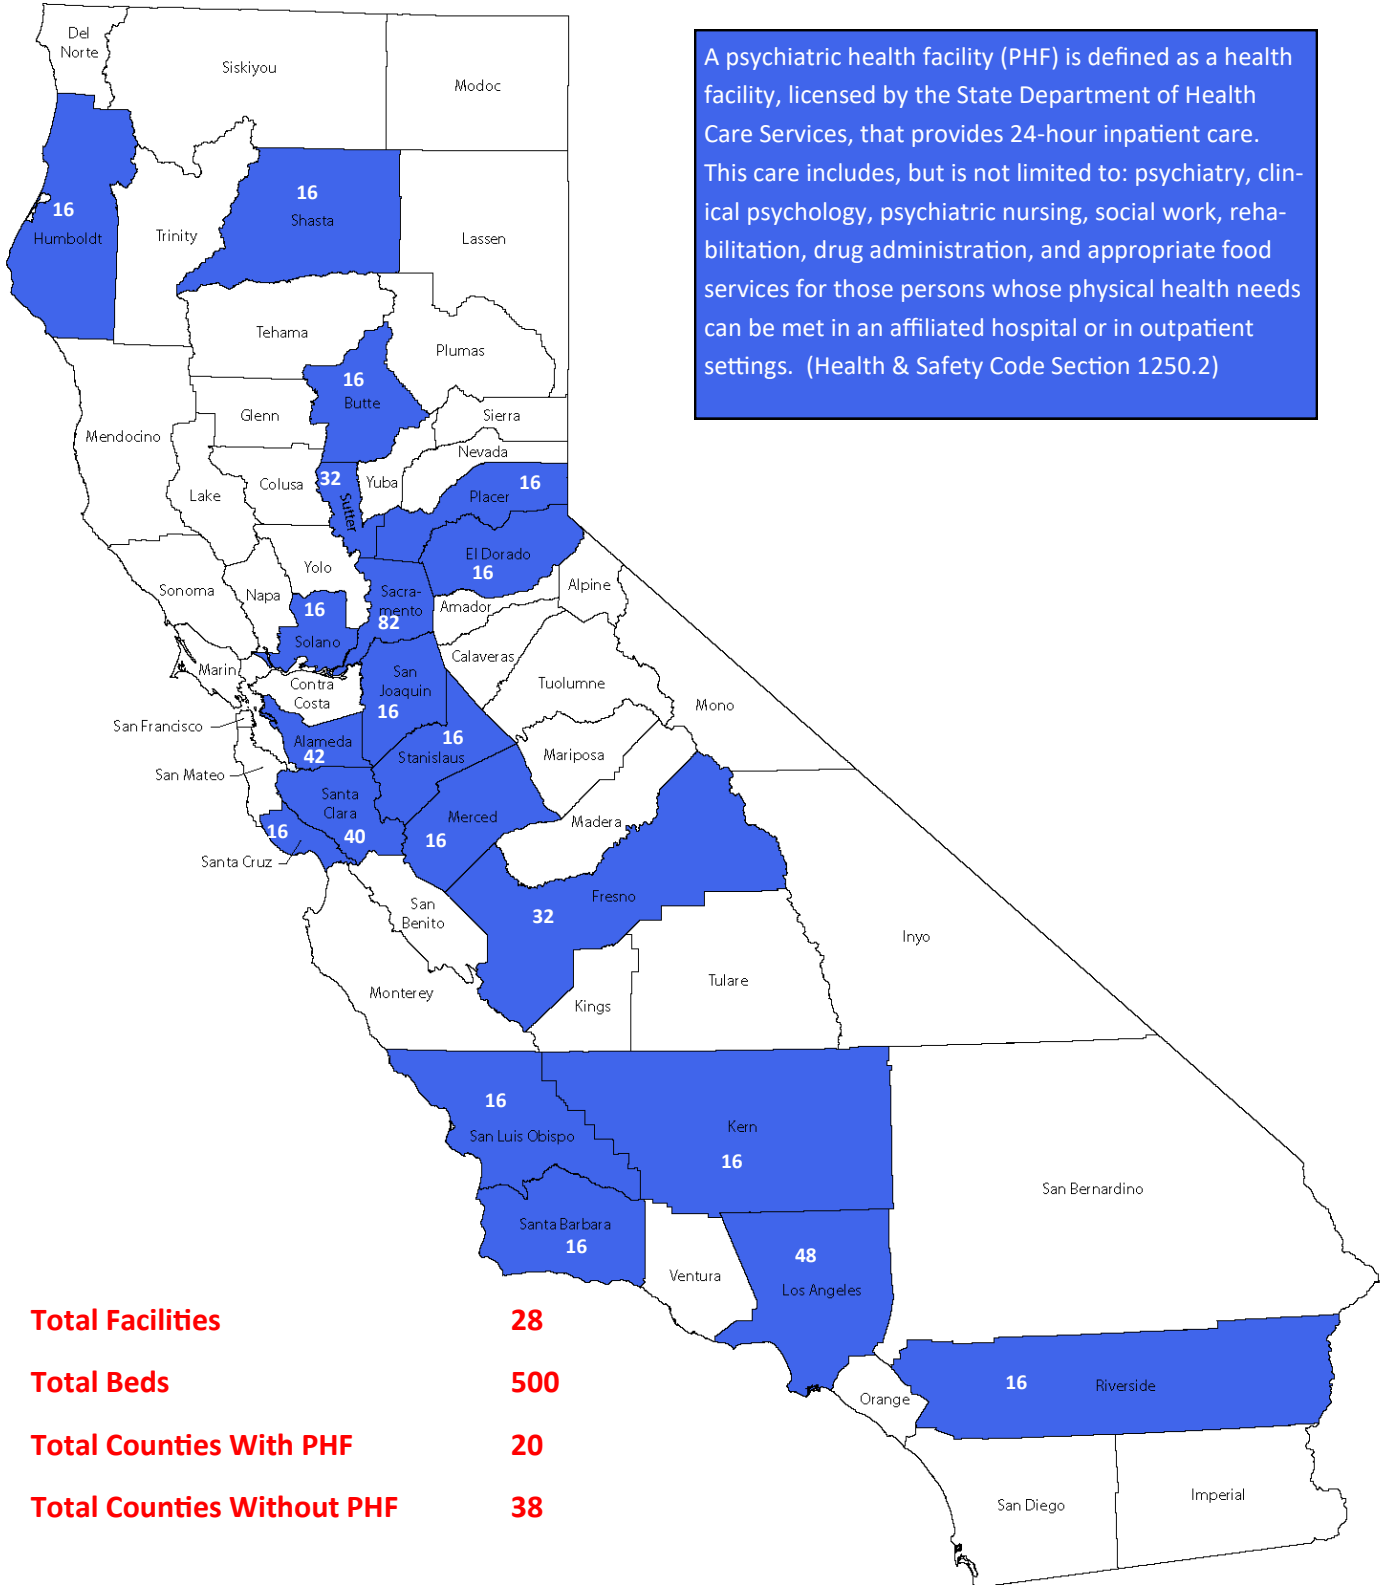 Del
Norte
Siskiyou
Modoc
A psychiatric health facility (PHF) is defined as a health
facility, licensed by the State Department of Health
Care Services, that provides 24-hour inpatient care.
This care includes, but is not limited to: psychiatry, clin-
ical psychology, psychiatric nursing, social work, reha-
bilitation, drug administration, and appropriate food
services for those persons whose physical health needs
can be met in an affiliated hospital or in outpatient
settings.  (Health & Safety Code Section 1250.2)
16
Humboldt
Trinity
16
Shasta
Lassen
Tehama
Plumas
16
Butte
Glenn
Sierra
Mendocino
Nevada
Lake
Colusa
32
Sutter
Yuba
Placer
16
El Dorado
16
Yolo
Sonoma
Napa
16
Solano
Sacra-
mento
82
Amador
Alpine
Marin
Calaveras
Contra
Costa
San
Joaquin
16
Tuolumne
Mono
San Francisco
Alameda
42
16
Stanislaus
Mariposa
San Mateo
Santa
Clara
40
Merced
16
Madera
16
Santa Cruz
San
Benito
Fresno
32
Inyo
Monterey
Kings
Tulare
16
San Luis Obispo
Kern
16
San Bernardino
Santa Barbara
16
Ventura
48
Los Angeles
Orange
16
Riverside
San Diego
Imperial
Total Facilities 28
Total Beds 500
Total Counties With PHF 20
Total Counties Without PHF 38